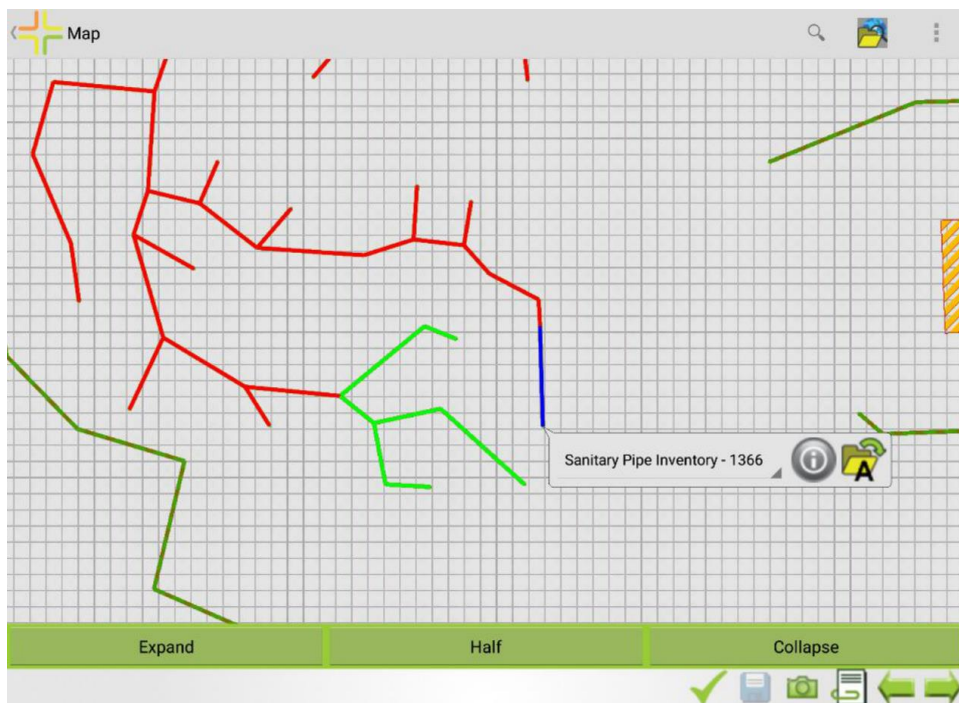 Map
Sanitary Pipe Inventory - 1366
A
Expand
Half
Collapse